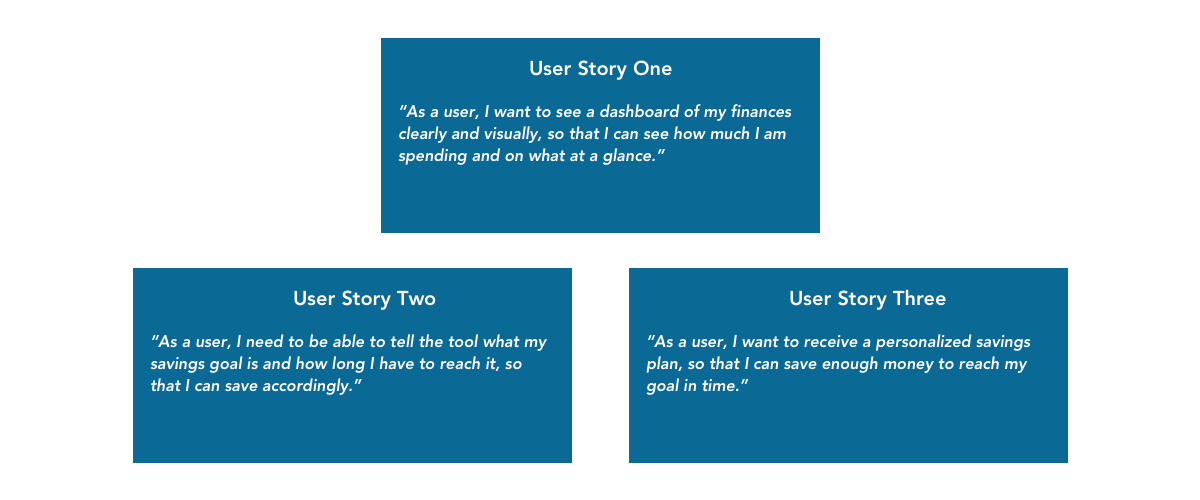 User Story One
“As a user, I want to see a dashboard of my finances
clearly and visually, so that I can see how much I am
spending and on what at a glance.”
User Story Two
“As a user, I need to be able to tell the tool what my
savings goal is and how long I have to reach it, so
that I can save accordingly.”
User Story Three
“As a user, I want to receive a personalized savings
plan, so that I can save enough money to reach my
goal in time.”